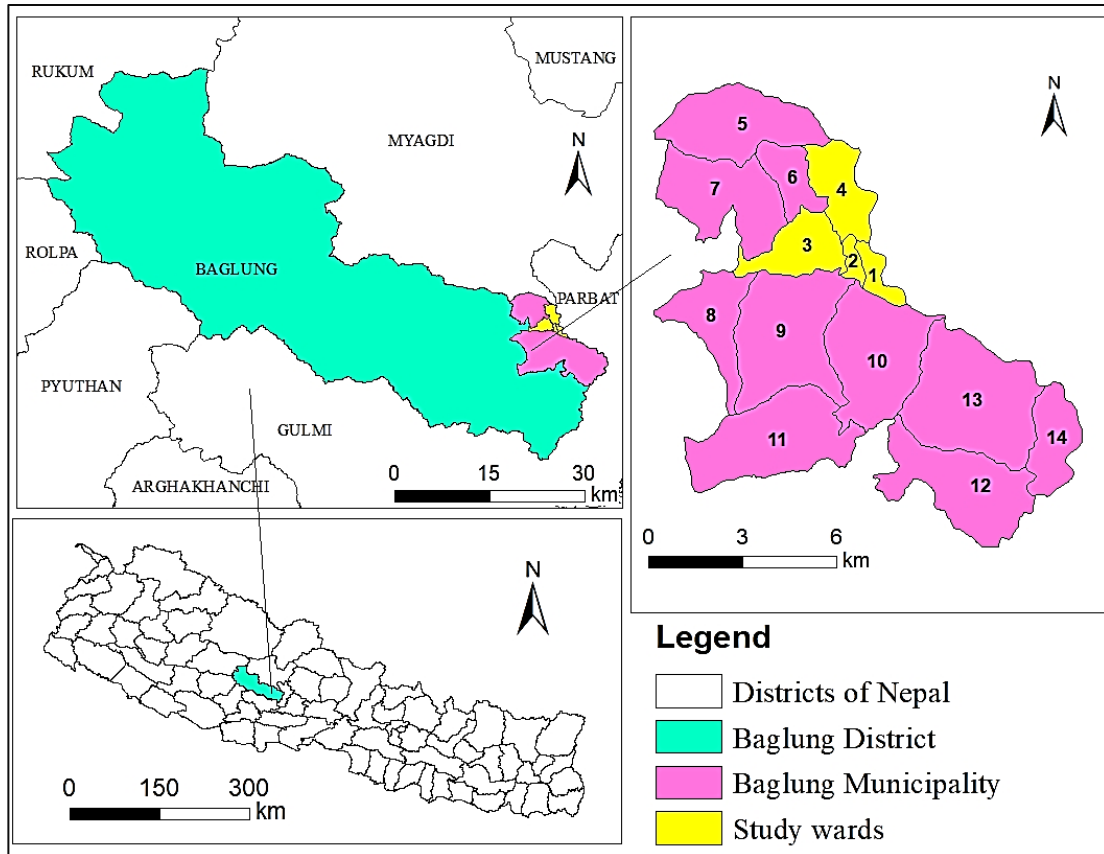 RUKUM
MUSTANG
N
MYAGDI
ROLPA
BAGLUNG
PARBAT
PYUTHAN
GULMI
ARGHAKHANCHI
0 15 30
km
N
5
6
7
4
3
2
1
8
9
10
13
11
14
12
0 3 6
km
N
0 150 300
km
Legend
Districts of Nepal
Baglung District
Baglung Municipality
Study wards